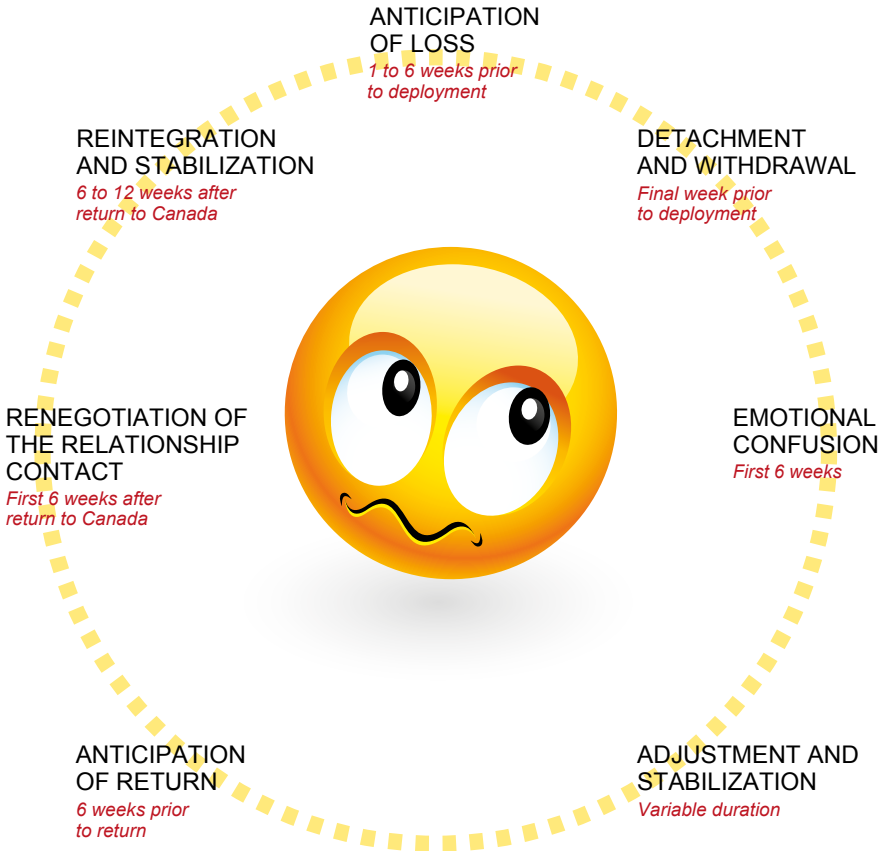 ANTICIPATION
OF LOSS
1 to 6 weeks prior
to deployment
DETACHMENT
AND WITHDRAWAL
Final week prior
to deployment
EMOTIONAL
CONFUSION
First 6 weeks
ADJUSTMENT AND
STABILIZATION
Variable duration
ANTICIPATION
OF RETURN
6 weeks prior
to return
RENEGOTIATION OF
THE RELATIONSHIP
CONTACT
First 6 weeks after
return to Canada
REINTEGRATION
AND STABILIZATION
6 to 12 weeks after
return to Canada